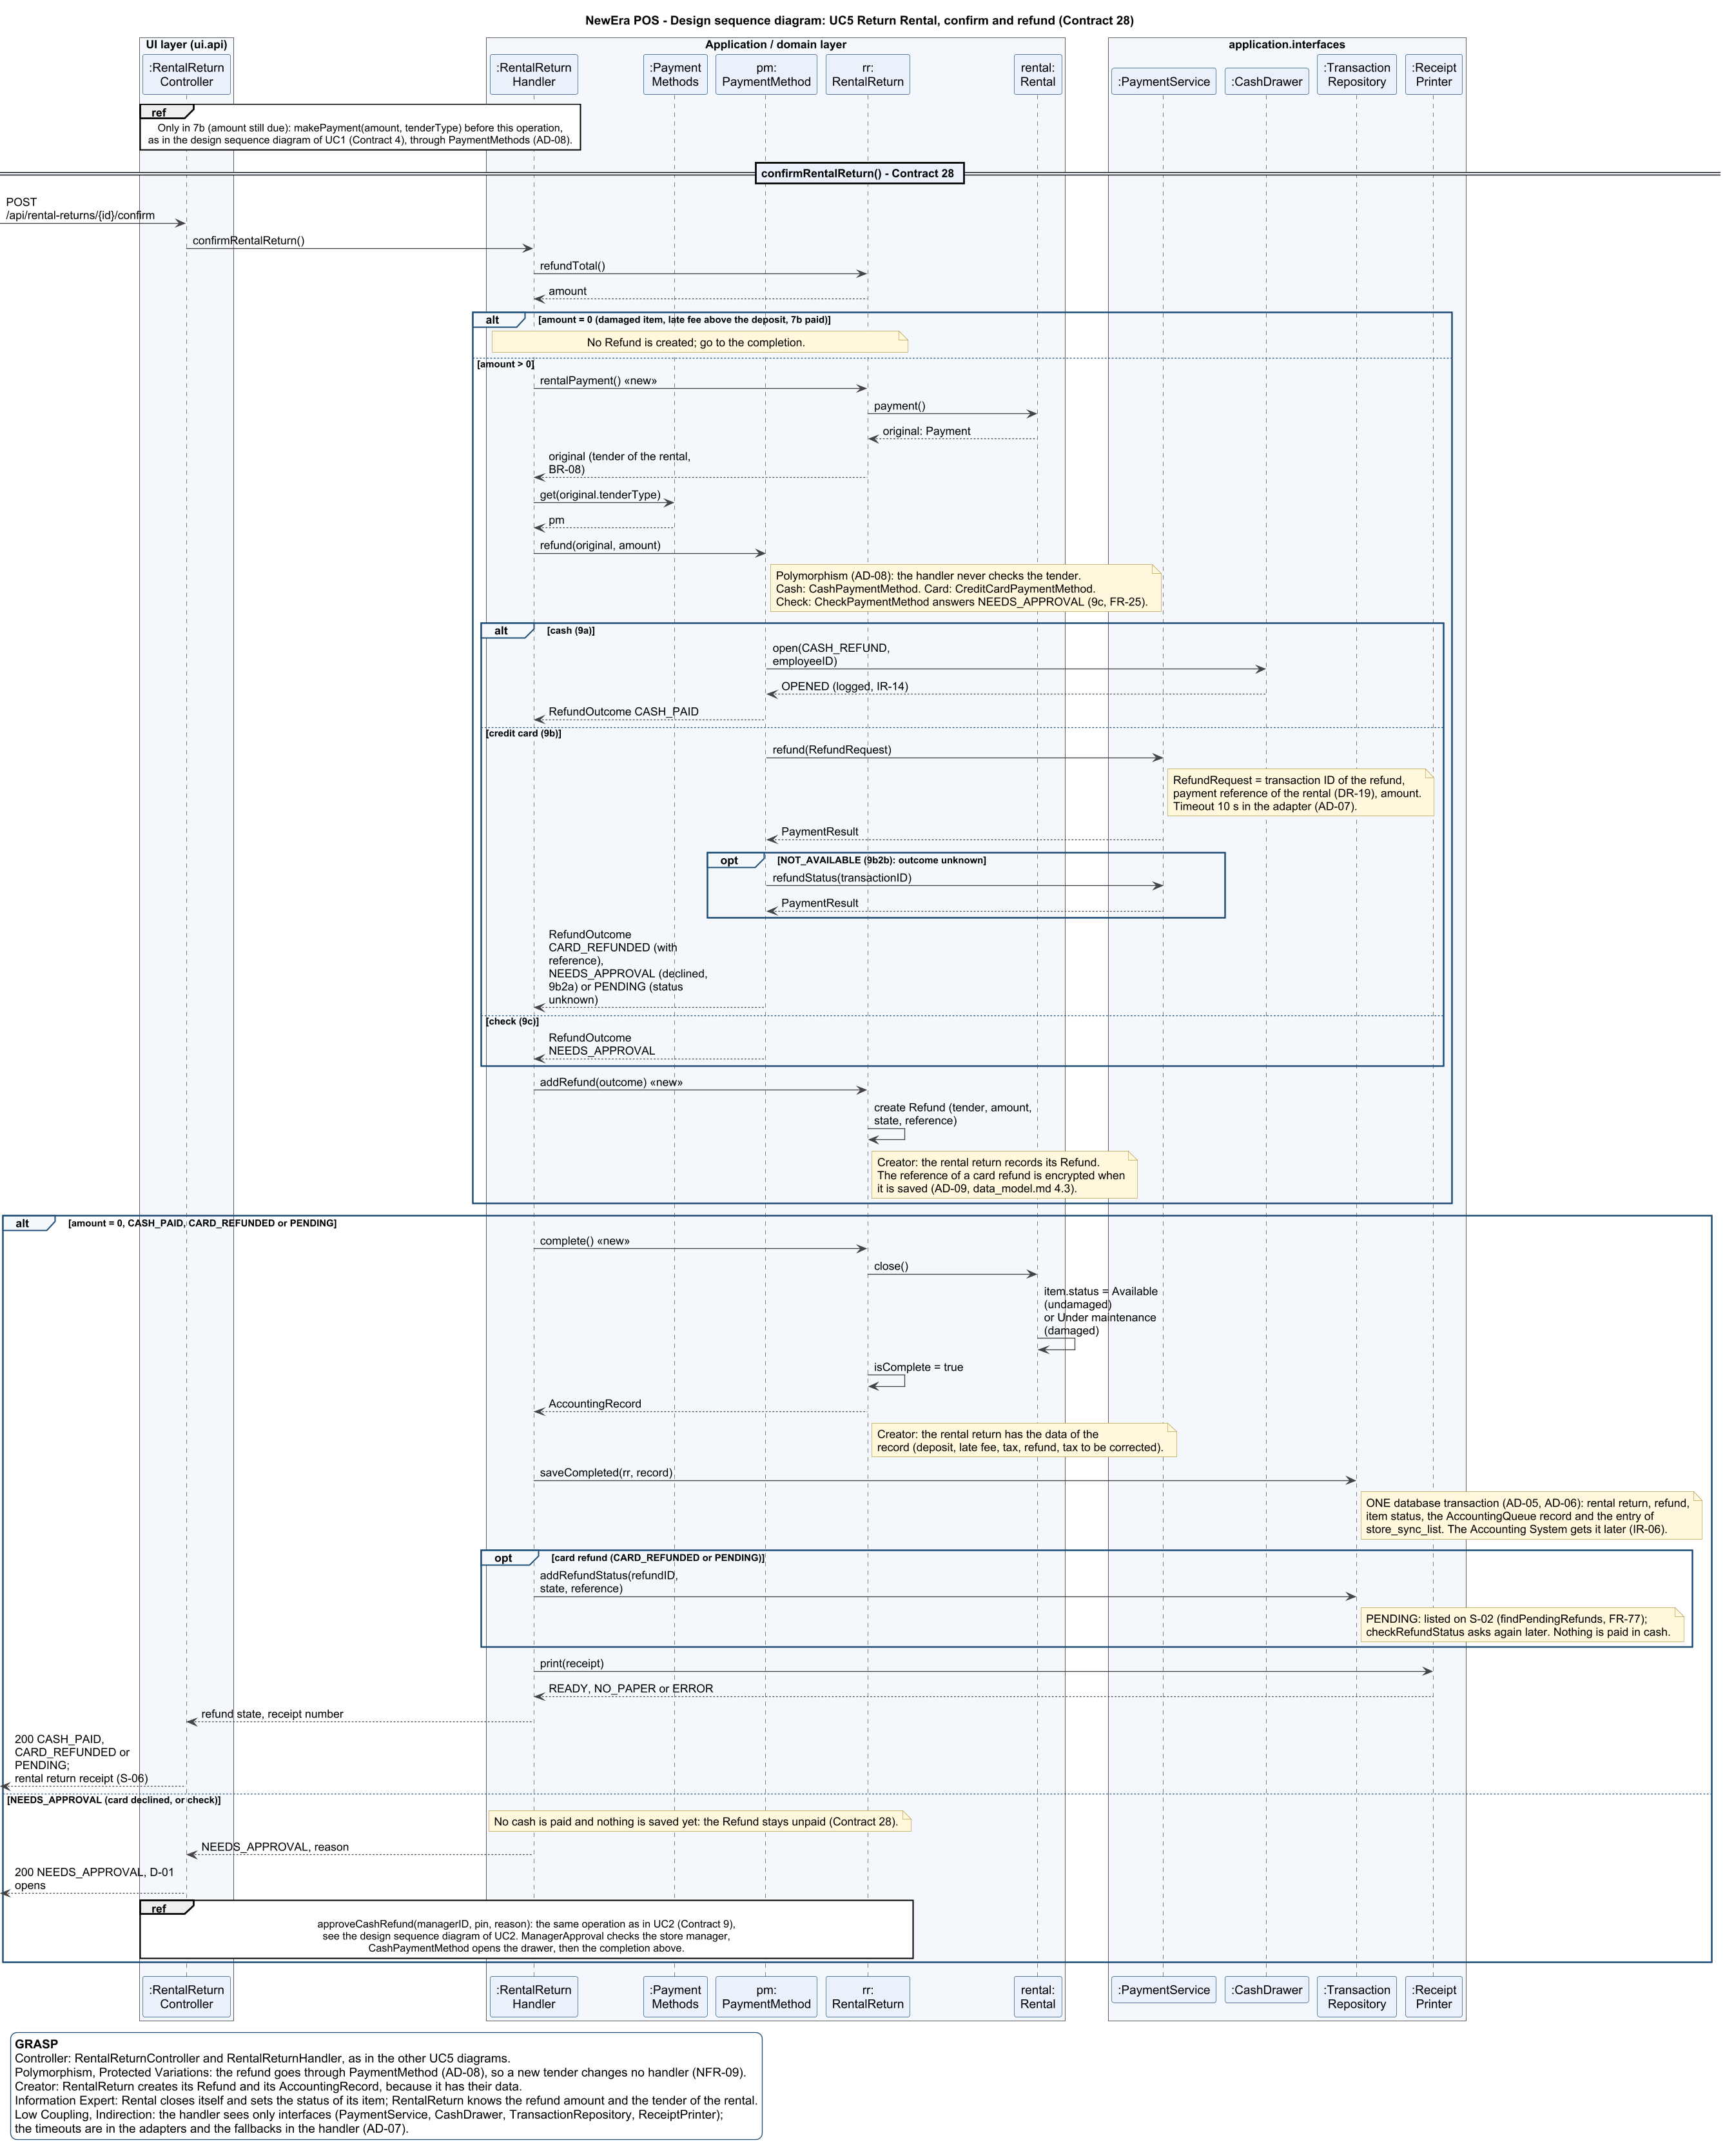 NewEra POS - Design sequence diagram: UC5 Return Rental, confirm and refund (Contract 28)
UI layer (ui.api)
Application / domain layer
application.interfaces
:RentalReturn
Controller
:RentalReturn
Handler
:Payment
Methods
pm:
PaymentMethod
rr:
RentalReturn
rental:
Rental
:PaymentService
:CashDrawer
:Transaction
Repository
:Receipt
Printer
ref
Only in 7b (amount still due): makePayment(amount, tenderType) before this operation,
as in the design sequence diagram of UC1 (Contract 4), through PaymentMethods (AD-08).
confirmRentalReturn() - Contract 28
POST
/api/rental-returns/{id}/confirm
confirmRentalReturn()
refundTotal()
amount
alt
[amount = 0 (damaged item, late fee above the deposit, 7b paid)]
No Refund is created; go to the completion.
[amount > 0]
rentalPayment() «new»
payment()
original: Payment
original (tender of the rental,
BR-08)
get(original.tenderType)
pm
refund(original, amount)
Polymorphism (AD-08): the handler never checks the tender.
Cash: CashPaymentMethod. Card: CreditCardPaymentMethod.
Check: CheckPaymentMethod answers NEEDS_APPROVAL (9c, FR-25).
alt
[cash (9a)]
open(CASH_REFUND,
employeeID)
OPENED (logged, IR-14)
RefundOutcome CASH_PAID
[credit card (9b)]
refund(RefundRequest)
RefundRequest = transaction ID of the refund,
payment reference of the rental (DR-19), amount.
Timeout 10 s in the adapter (AD-07).
PaymentResult
opt
[NOT_AVAILABLE (9b2b): outcome unknown]
refundStatus(transactionID)
PaymentResult
RefundOutcome
CARD_REFUNDED (with
reference),
NEEDS_APPROVAL (declined,
9b2a) or PENDING (status
unknown)
[check (9c)]
RefundOutcome
NEEDS_APPROVAL
addRefund(outcome) «new»
create Refund (tender, amount,
state, reference)
Creator: the rental return records its Refund.
The reference of a card refund is encrypted when
it is saved (AD-09, data_model.md 4.3).
alt
[amount = 0, CASH_PAID, CARD_REFUNDED or PENDING]
complete() «new»
close()
item.status = Available
(undamaged)
or Under maintenance
(damaged)
isComplete = true
AccountingRecord
Creator: the rental return has the data of the
record (deposit, late fee, tax, refund, tax to be corrected).
saveCompleted(rr, record)
ONE database transaction (AD-05, AD-06): rental return, refund,
item status, the AccountingQueue record and the entry of
store_sync_list. The Accounting System gets it later (IR-06).
opt
[card refund (CARD_REFUNDED or PENDING)]
addRefundStatus(refundID,
state, reference)
PENDING: listed on S-02 (findPendingRefunds, FR-77);
checkRefundStatus asks again later. Nothing is paid in cash.
print(receipt)
READY, NO_PAPER or ERROR
refund state, receipt number
200 CASH_PAID,
CARD_REFUNDED or
PENDING;
rental return receipt (S-06)
[NEEDS_APPROVAL (card declined, or check)]
No cash is paid and nothing is saved yet: the Refund stays unpaid (Contract 28).
NEEDS_APPROVAL, reason
200 NEEDS_APPROVAL, D-01
opens
ref
approveCashRefund(managerID, pin, reason): the same operation as in UC2 (Contract 9),
see the design sequence diagram of UC2. ManagerApproval checks the store manager,
CashPaymentMethod opens the drawer, then the completion above.
:RentalReturn
Controller
:RentalReturn
Handler
:Payment
Methods
pm:
PaymentMethod
rr:
RentalReturn
rental:
Rental
:PaymentService
:CashDrawer
:Transaction
Repository
:Receipt
Printer
GRASP
Controller: RentalReturnController and RentalReturnHandler, as in the other UC5 diagrams.
Polymorphism, Protected Variations: the refund goes through PaymentMethod (AD-08), so a new tender changes no handler (NFR-09).
Creator: RentalReturn creates its Refund and its AccountingRecord, because it has their data.
Information Expert: Rental closes itself and sets the status of its item; RentalReturn knows the refund amount and the tender of the rental.
Low Coupling, Indirection: the handler sees only interfaces (PaymentService, CashDrawer, TransactionRepository, ReceiptPrinter);
the timeouts are in the adapters and the fallbacks in the handler (AD-07).